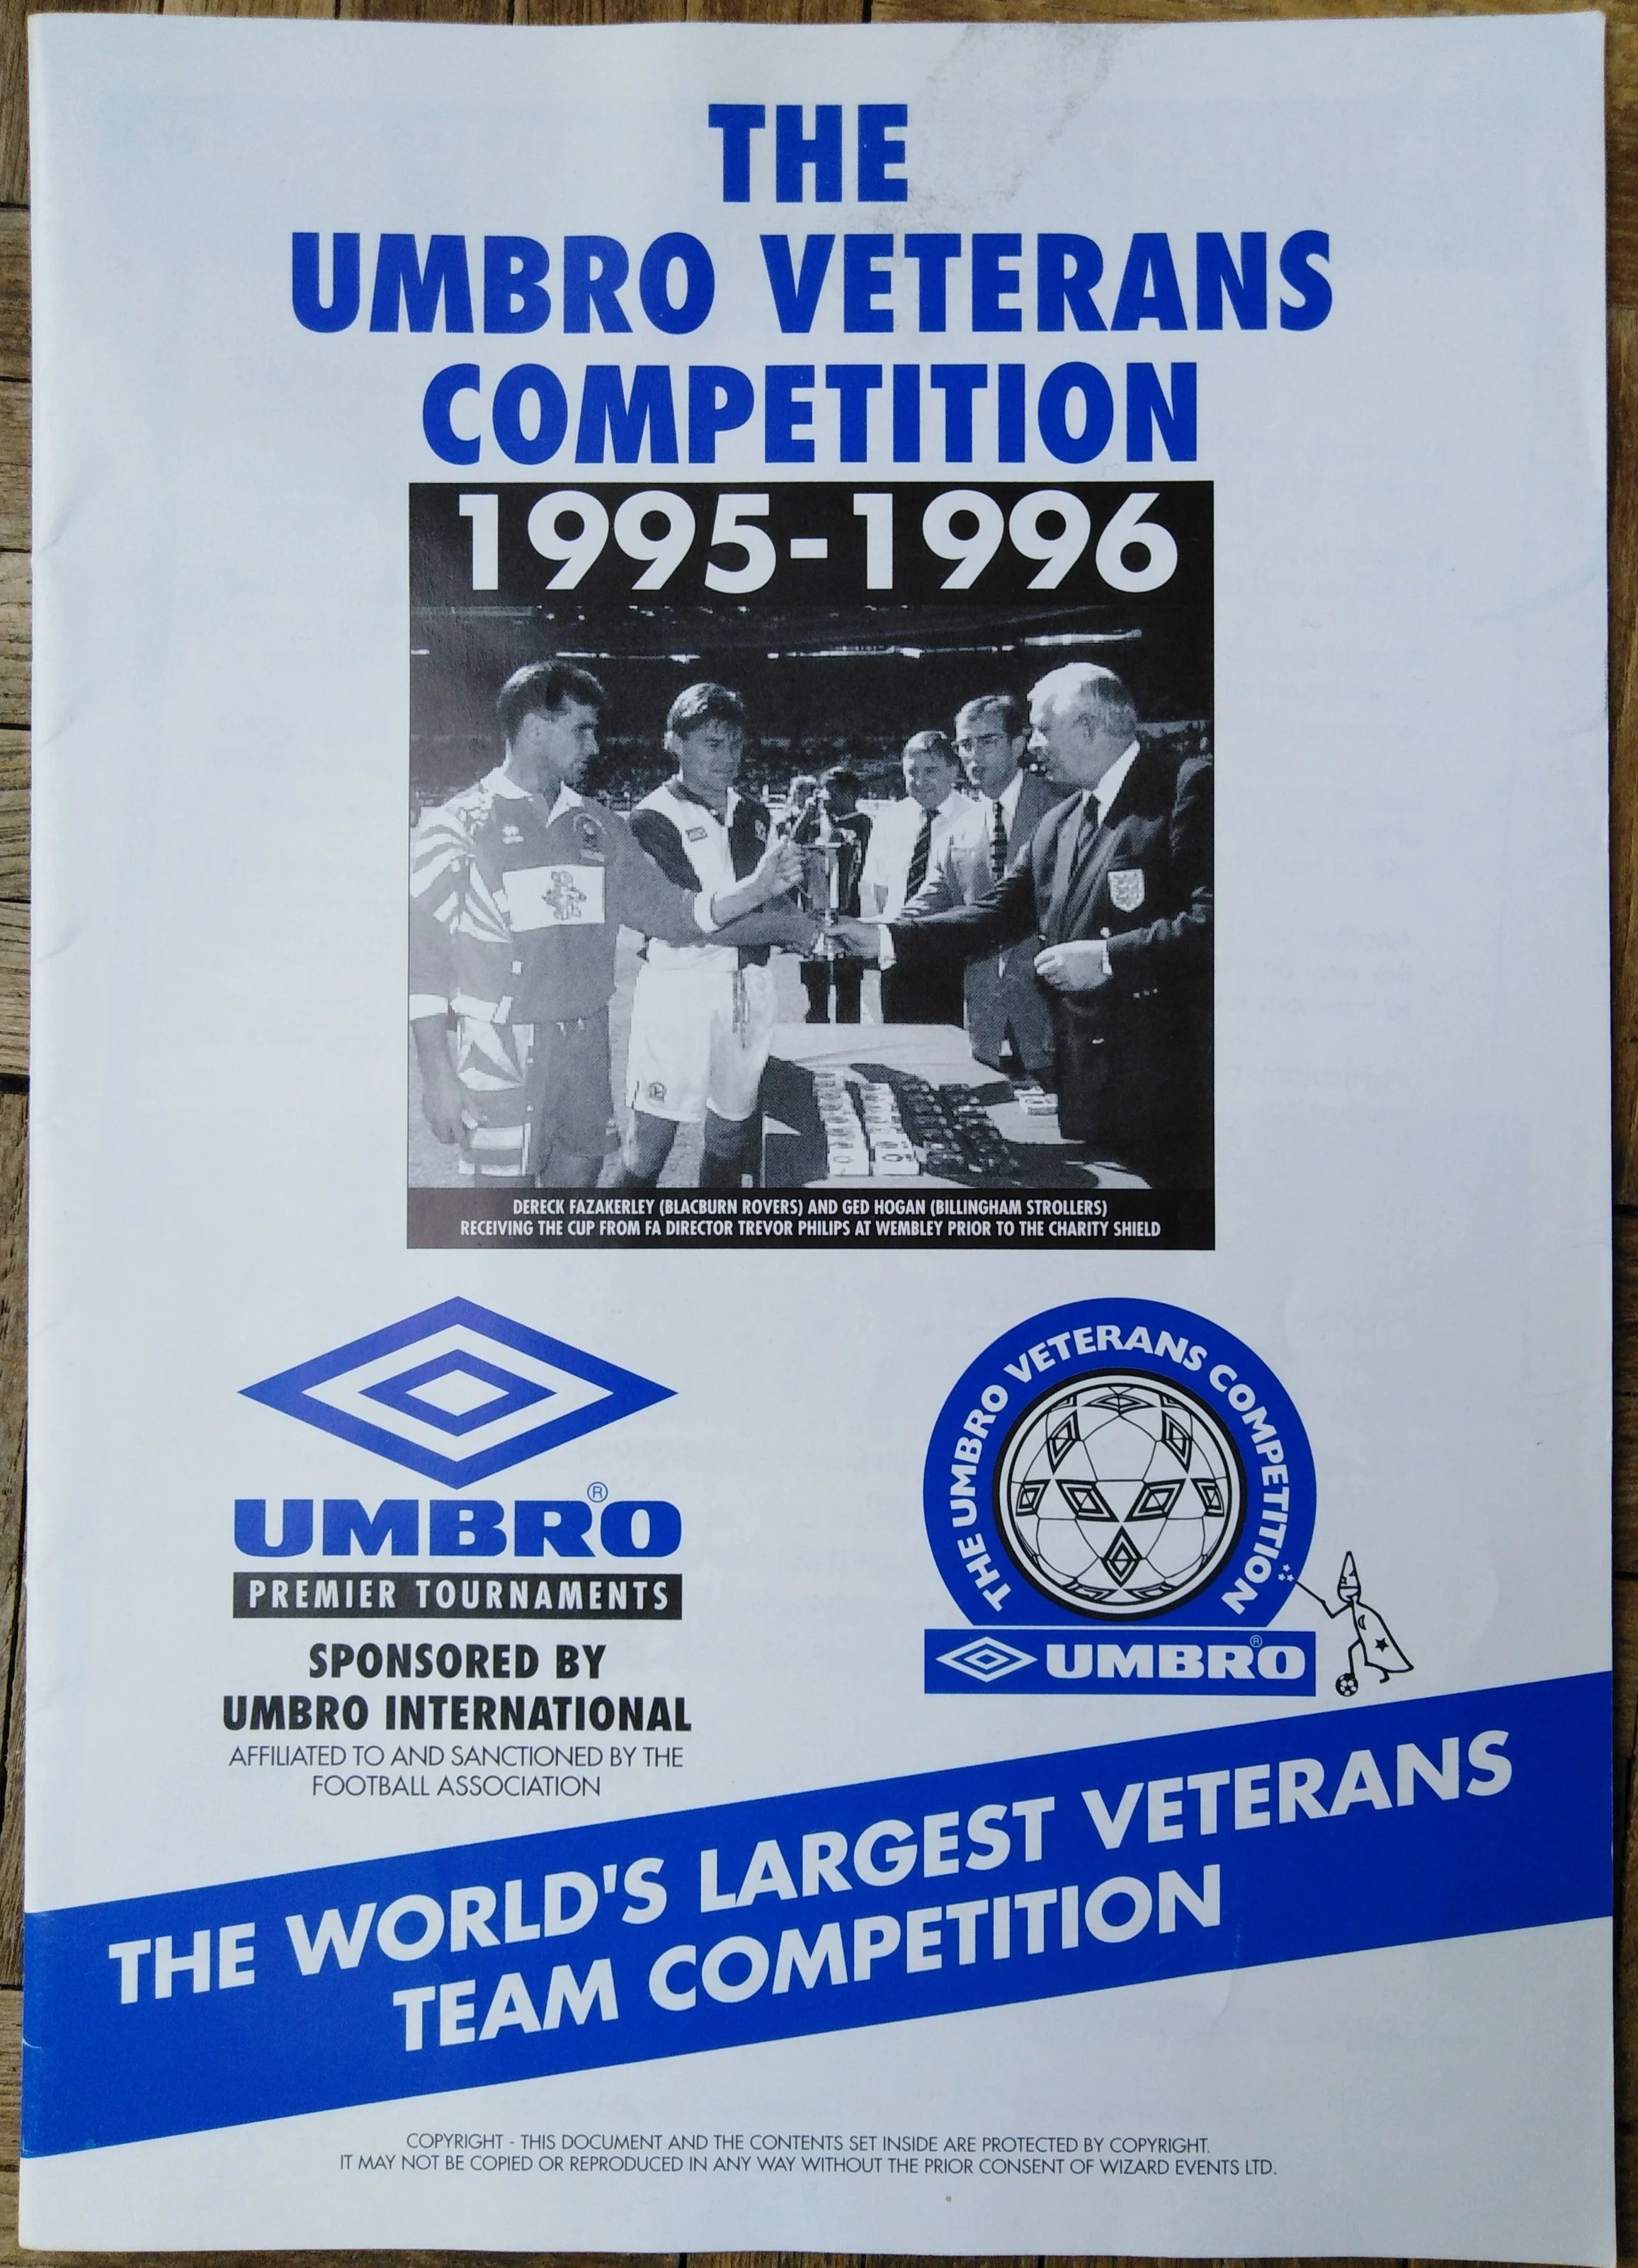 THE
UMBRO VETERANS
COMPETITION
1995-1996
DERECK FAZAKERLEY (BLACBURN ROVERS) AND GED HOGAN (BILLINGHAM STROLLERS)
RECEIVING THE CUP FROM FA DIRECTOR TREVOR PHILIPS AT WEMBLEY PRIOR TO THE CHARITY SHIELD
UMBRO®
PREMIER TOURNAMENTS
SPONSORED BY
UMBRO INTERNATIONAL
AFFILIATED TO AND SANCTIONED BY THE
FOOTBALL ASSOCIATION
THE UMBRO VETERANS COMPETITION
UMBRO®
THE WORLD'S LARGEST VETERANS
TEAM COMPETITION
COPYRIGHT - THIS DOCUMENT AND THE CONTENTS SET INSIDE ARE PROTECTED BY COPYRIGHT.
IT MAY NOT BE COPIED OR REPRODUCED IN ANY WAY WITHOUT THE PRIOR CONSENT OF WIZARD EVENTS LTD.